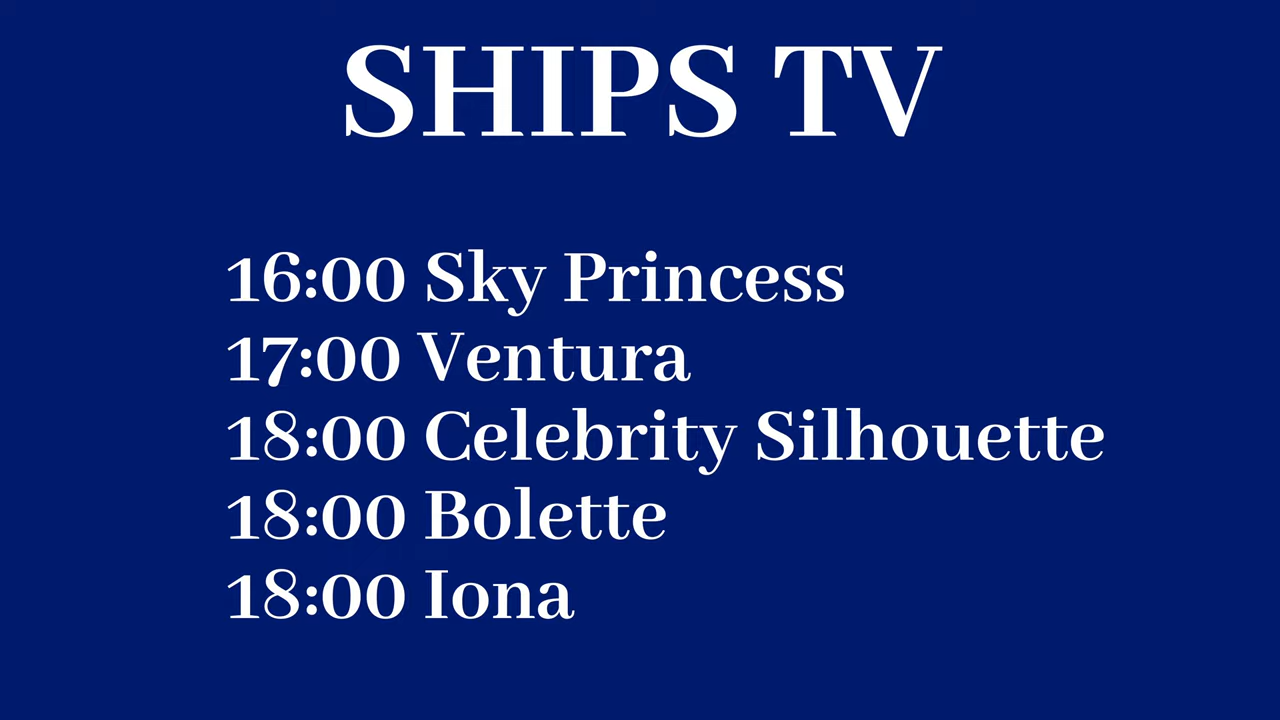 SHIPS TV
16:00 Sky Princess
17:00 Ventura
18:00 Celebrity Silhouette
18:00 Bolette
18:00 Iona